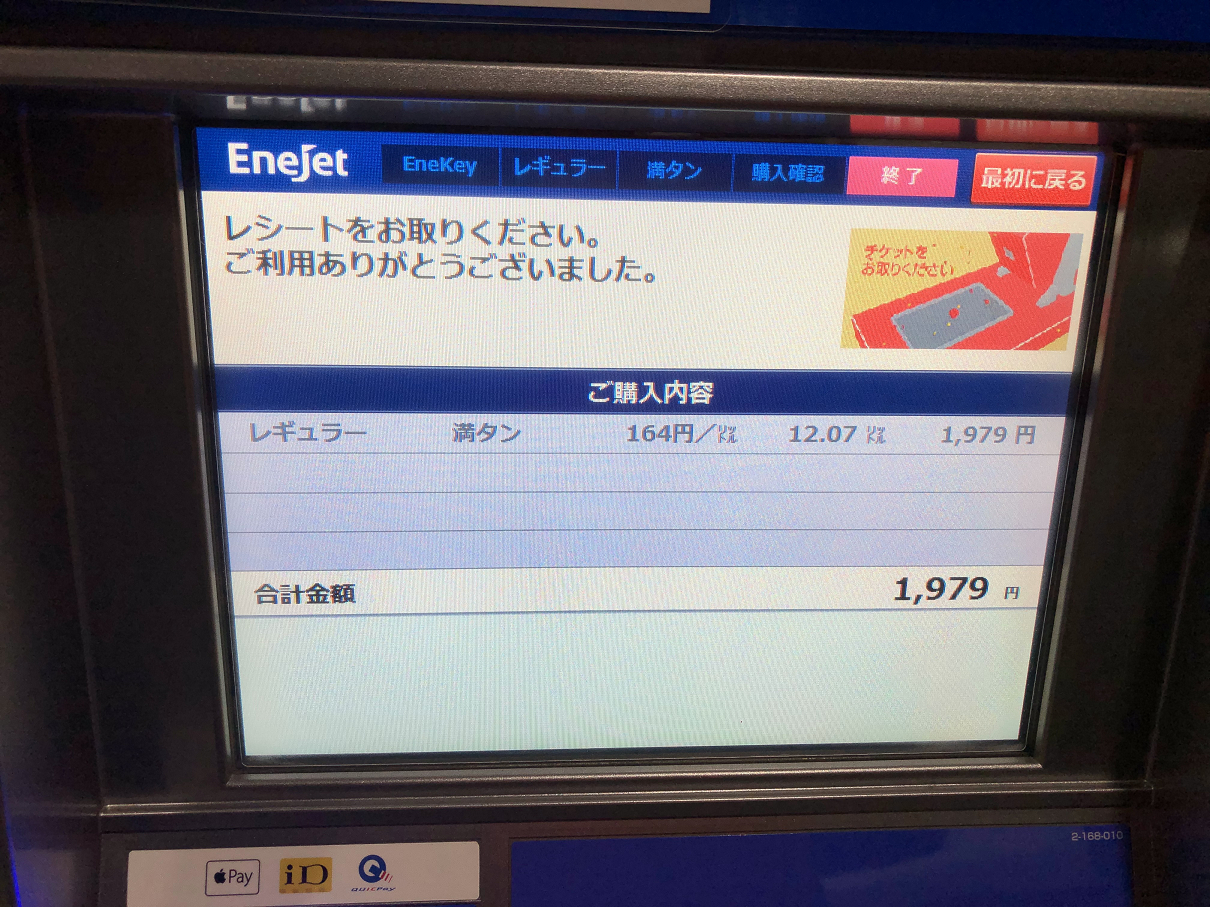 EneJet EneKey レギュラー 満タン 購入確認 終了 最初に戻る
レシートをお取りください。
ご利用ありがとうございました。
チケットを
お取りください
ご購入内容
レギュラー 満タン 164円/㍑ 12.07 ㍑ 1,979 円
合計金額 1,979 円
2-168-010
Pay iD QUICPay